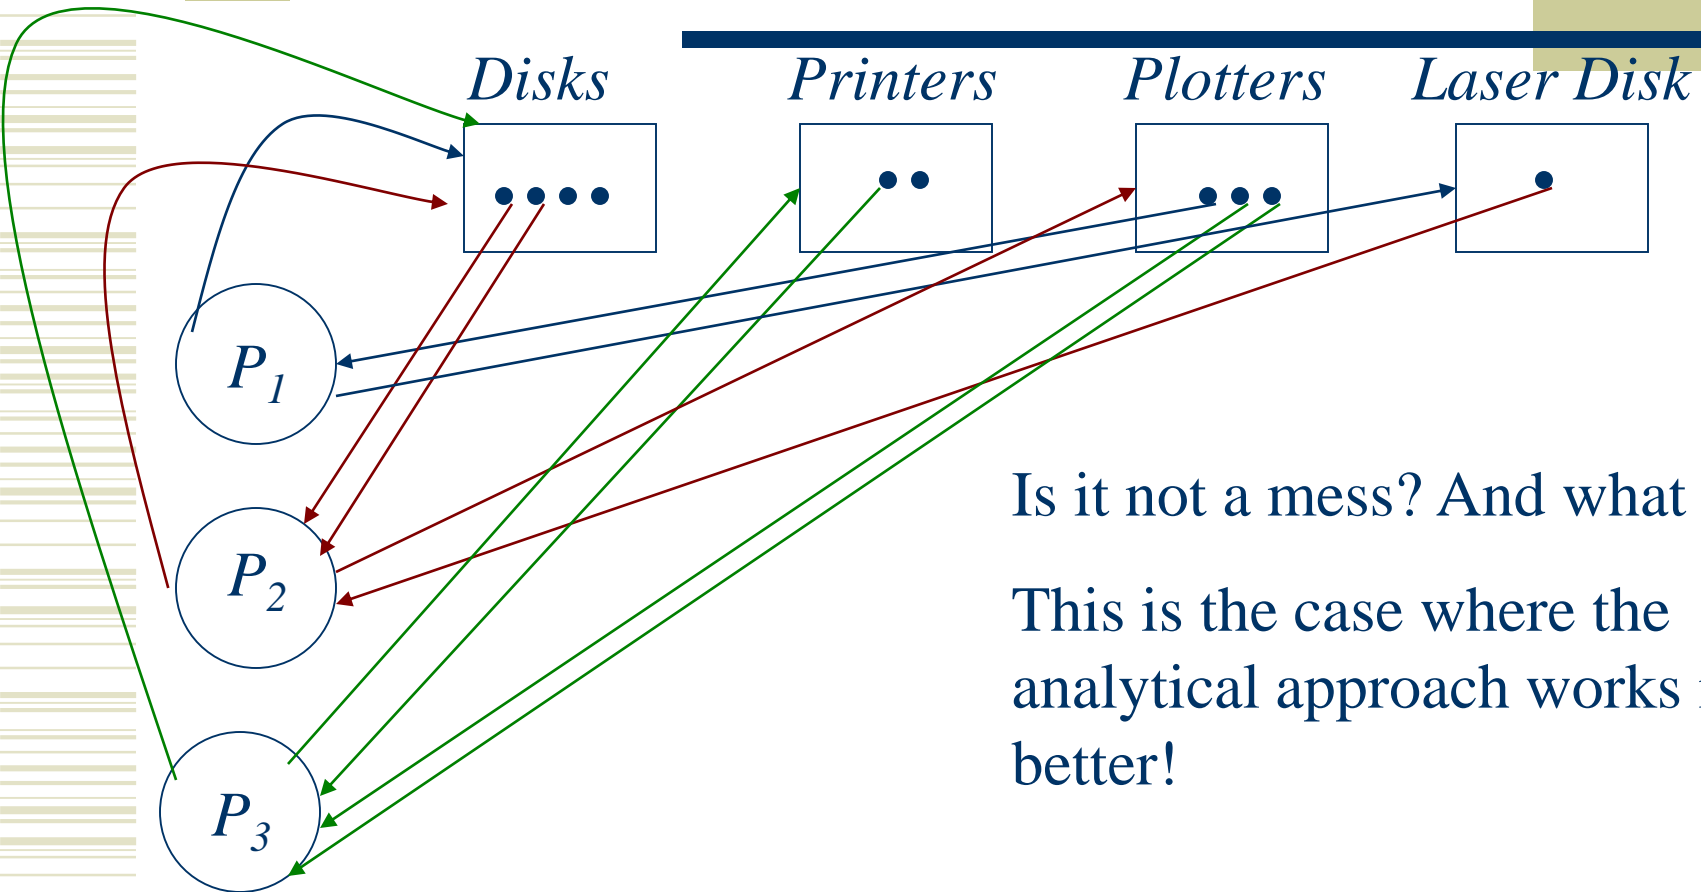 Disks Printers Plotters Laser Disk
P1
P2
P3
Is it not a mess? And what
This is the case where the
analytical approach works
better!